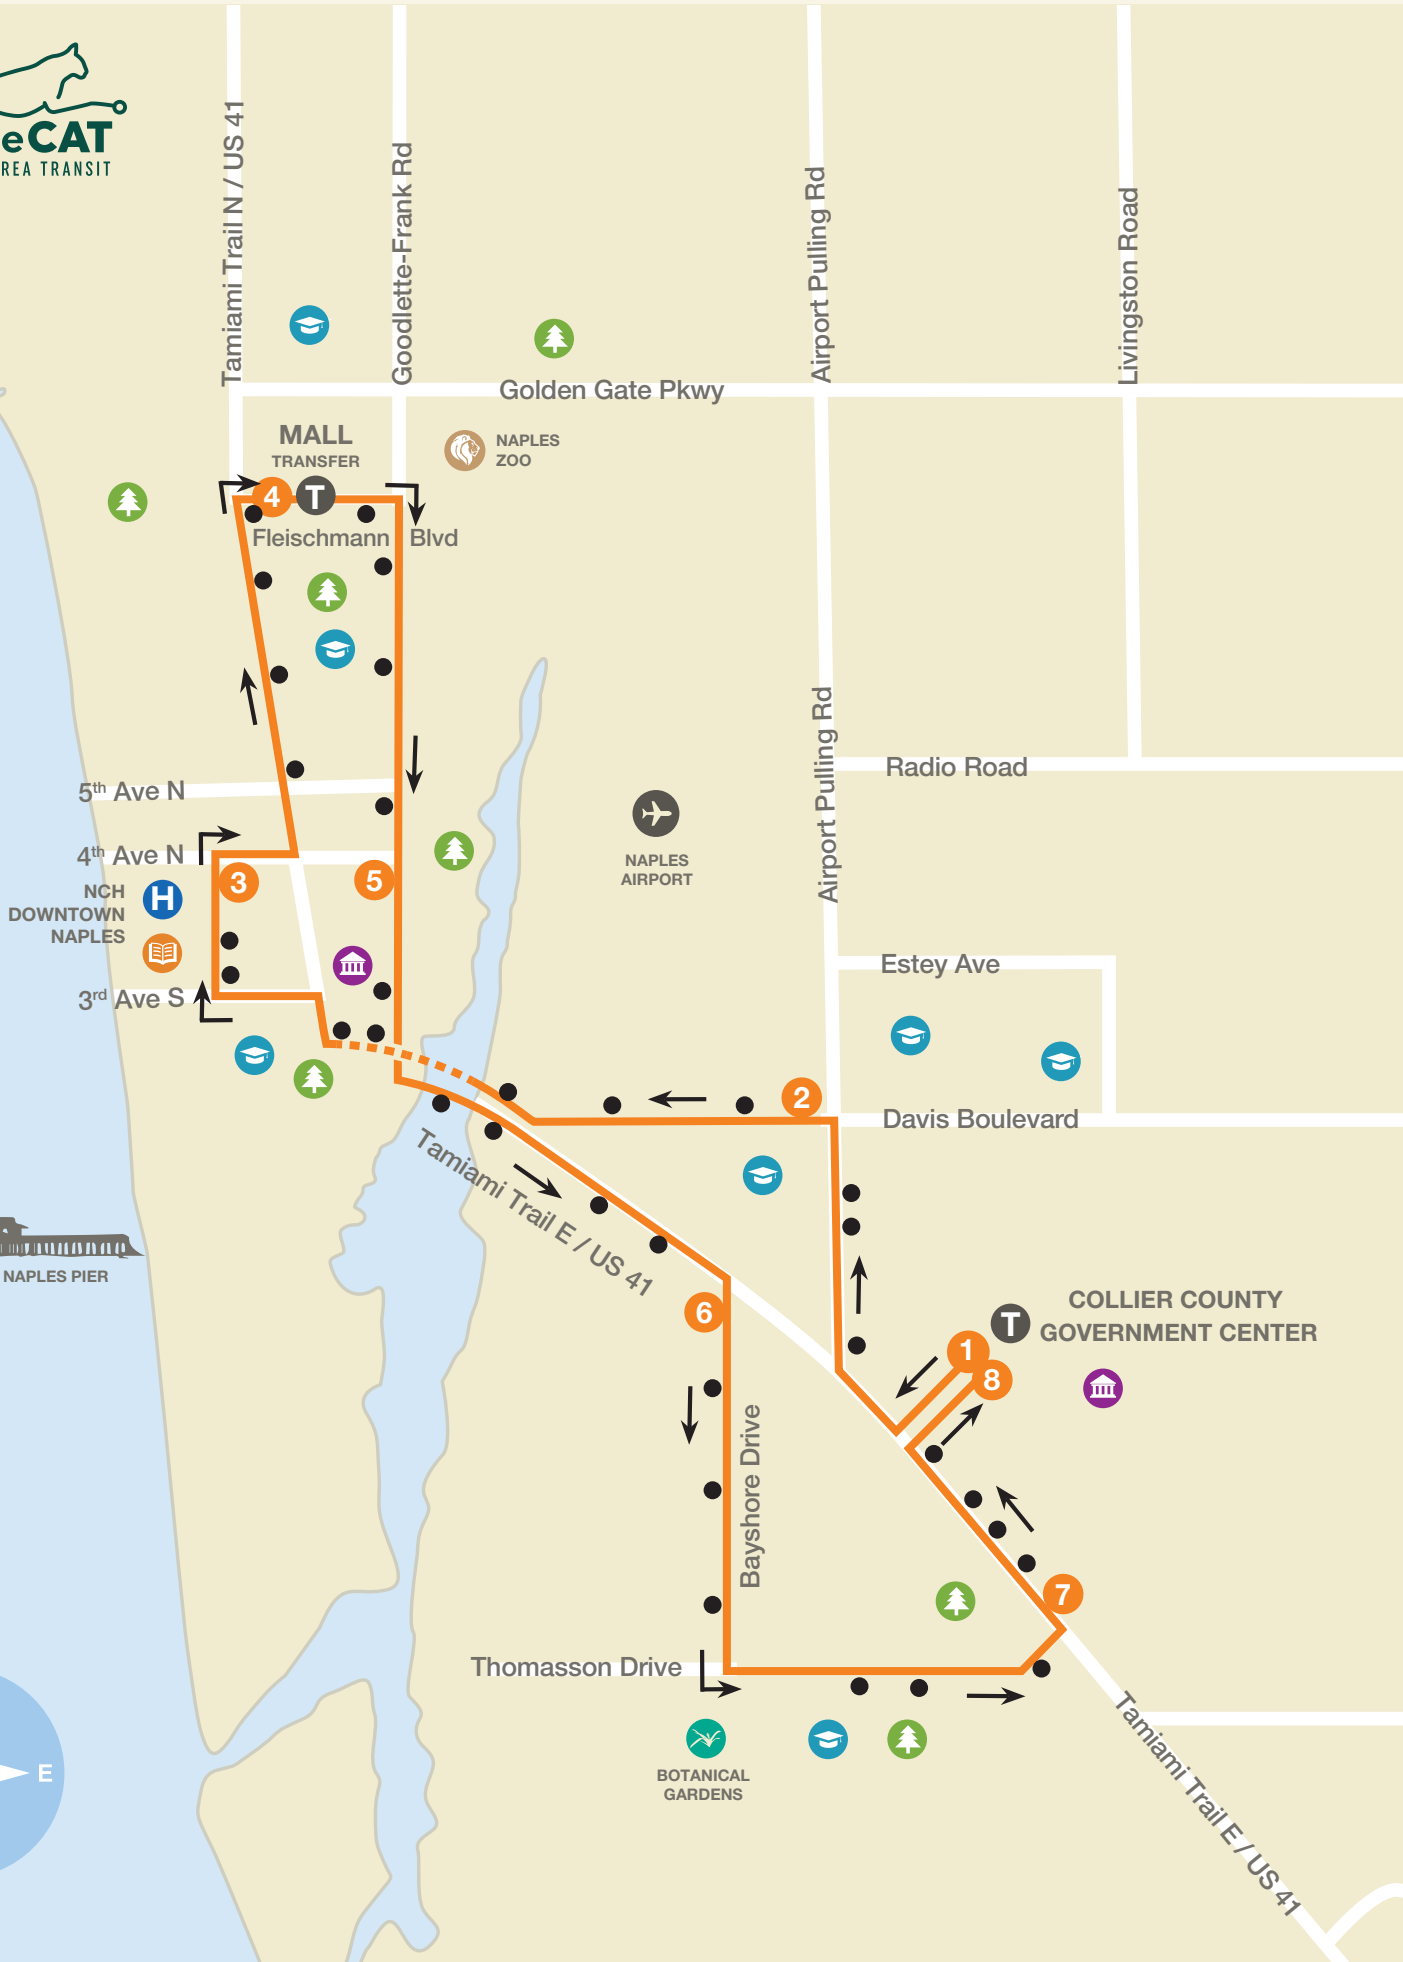 eCAT
REA TRANSIT
Tamiami Trail N / US 41
Goodlette-Frank Rd
Airport Pulling Rd
Livingston Road
Golden Gate Pkwy
MALL
TRANSFER
NAPLES
ZOO
4
T
Fleischmann Blvd
Airport Pulling Rd
Radio Road
5th Ave N
NAPLES
AIRPORT
4th Ave N
3
5
NCH
DOWNTOWN
NAPLES
H
Estey Ave
3rd Ave S
2
Davis Boulevard
Tamiami Trail E / US 41
NAPLES PIER
6
T
COLLIER COUNTY
GOVERNMENT CENTER
1
8
Bayshore Drive
7
Thomasson Drive
BOTANICAL
GARDENS
Tamiami Trail E / US 41
E